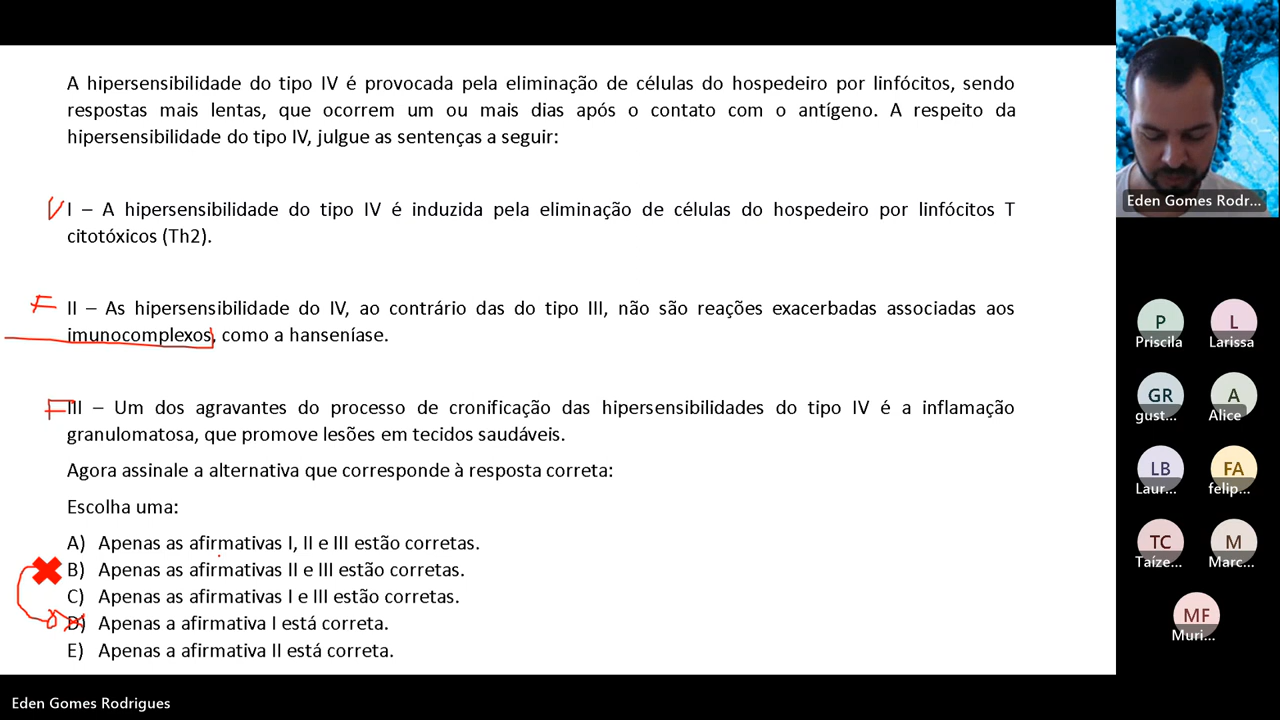 A hipersensibilidade do tipo IV é provocada pela eliminação de células do hospedeiro por linfócitos, sendo
respostas mais lentas, que ocorrem um ou mais dias após o contato com o antígeno. A respeito da
hipersensibilidade do tipo IV, julgue as sentenças a seguir:
V I – A hipersensibilidade do tipo IV é induzida pela eliminação de células do hospedeiro por linfócitos T
citotóxicos (Th2).
F II – As hipersensibilidade do IV, ao contrário das do tipo III, não são reações exacerbadas associadas aos
imunocomplexos, como a hanseníase.
F III – Um dos agravantes do processo de cronificação das hipersensibilidades do tipo IV é a inflamação
granulomatosa, que promove lesões em tecidos saudáveis.
Agora assinale a alternativa que corresponde à resposta correta:
Escolha uma:
A) Apenas as afirmativas I, II e III estão corretas.
B) Apenas as afirmativas II e III estão corretas.
C) Apenas as afirmativas I e III estão corretas.
D) Apenas a afirmativa I está correta.
E) Apenas a afirmativa II está correta.
Eden Gomes Rodr...
P
Priscila
L
Larissa
GR
gust...
A
Alice
LB
Laur...
FA
felip...
TC
Taíze...
M
Marc...
MF
Muri...
Eden Gomes Rodrigues